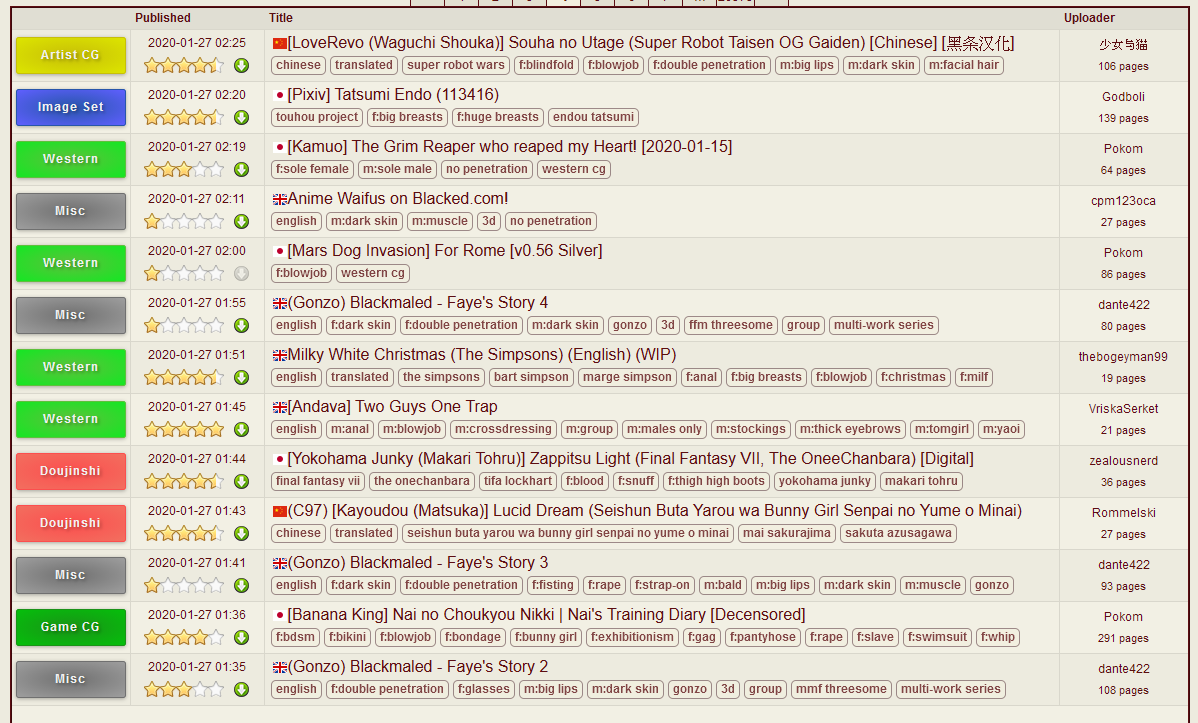 Published Title Uploader
Artist CG 2020-01-27 02:25 [LoveRevo (Waguchi Shouka)] Souha no Utage (Super Robot Taisen OG Gaiden) [Chinese] [黑条汉化] 少女与猫
chinese translated super robot wars f:blindfold f:blowjob f:double penetration m:big lips m:dark skin m:facial hair 106 pages
Image Set 2020-01-27 02:20 [Pixiv] Tatsumi Endo (113416) Godboli
touhou project f:big breasts f:huge breasts endou tatsumi 139 pages
Western 2020-01-27 02:19 [Kamuo] The Grim Reaper who reaped my Heart! [2020-01-15] Pokom
f:sole female m:sole male no penetration western cg 64 pages
Misc 2020-01-27 02:11 Anime Waifus on Blacked.com! cpm123oca
english m:dark skin m:muscle 3d no penetration 27 pages
Western 2020-01-27 02:00 [Mars Dog Invasion] For Rome [v0.56 Silver] Pokom
f:blowjob western cg 86 pages
Misc 2020-01-27 01:55 (Gonzo) Blackmaled - Faye's Story 4 dante422
english f:dark skin f:double penetration m:dark skin gonzo 3d ffm threesome group multi-work series 80 pages
Western 2020-01-27 01:51 Milky White Christmas (The Simpsons) (English) (WIP) thebogeyman99
english translated the simpsons bart simpson marge simpson f:anal f:big breasts f:blowjob f:christmas f:milf 19 pages
Western 2020-01-27 01:45 [Andava] Two Guys One Trap VriskaSerket
english m:anal m:blowjob m:crossdressing m:group m:males only m:stockings m:thick eyebrows m:tomgirl m:yaoi 21 pages
Doujinshi 2020-01-27 01:44 [Yokohama Junky (Makari Tohru)] Zappitsu Light (Final Fantasy VII, The OneeChanbara) [Digital] zealousnerd
final fantasy vii the onechanbara tifa lockhart f:blood f:snuff f:thigh high boots yokohama junky makari tohru 36 pages
Doujinshi 2020-01-27 01:43 (C97) [Kayoudou (Matsuka)] Lucid Dream (Seishun Buta Yarou wa Bunny Girl Senpai no Yume o Minai) Rommelski
chinese translated seishun buta yarou wa bunny girl senpai no yume o minai mai sakurajima sakuta azusagawa 27 pages
Misc 2020-01-27 01:41 (Gonzo) Blackmaled - Faye's Story 3 dante422
english f:dark skin f:double penetration f:fisting f:rape f:strap-on m:bald m:big lips m:dark skin m:muscle gonzo 93 pages
Game CG 2020-01-27 01:36 [Banana King] Nai no Choukyou Nikki | Nai's Training Diary [Decensored] Pokom
f:bdsm f:bikini f:blowjob f:bondage f:bunny girl f:exhibitionism f:gag f:pantyhose f:rape f:slave f:swimsuit f:whip 291 pages
Misc 2020-01-27 01:35 (Gonzo) Blackmaled - Faye's Story 2 dante422
english f:double penetration f:glasses m:big lips m:dark skin gonzo 3d group mmf threesome multi-work series 108 pages